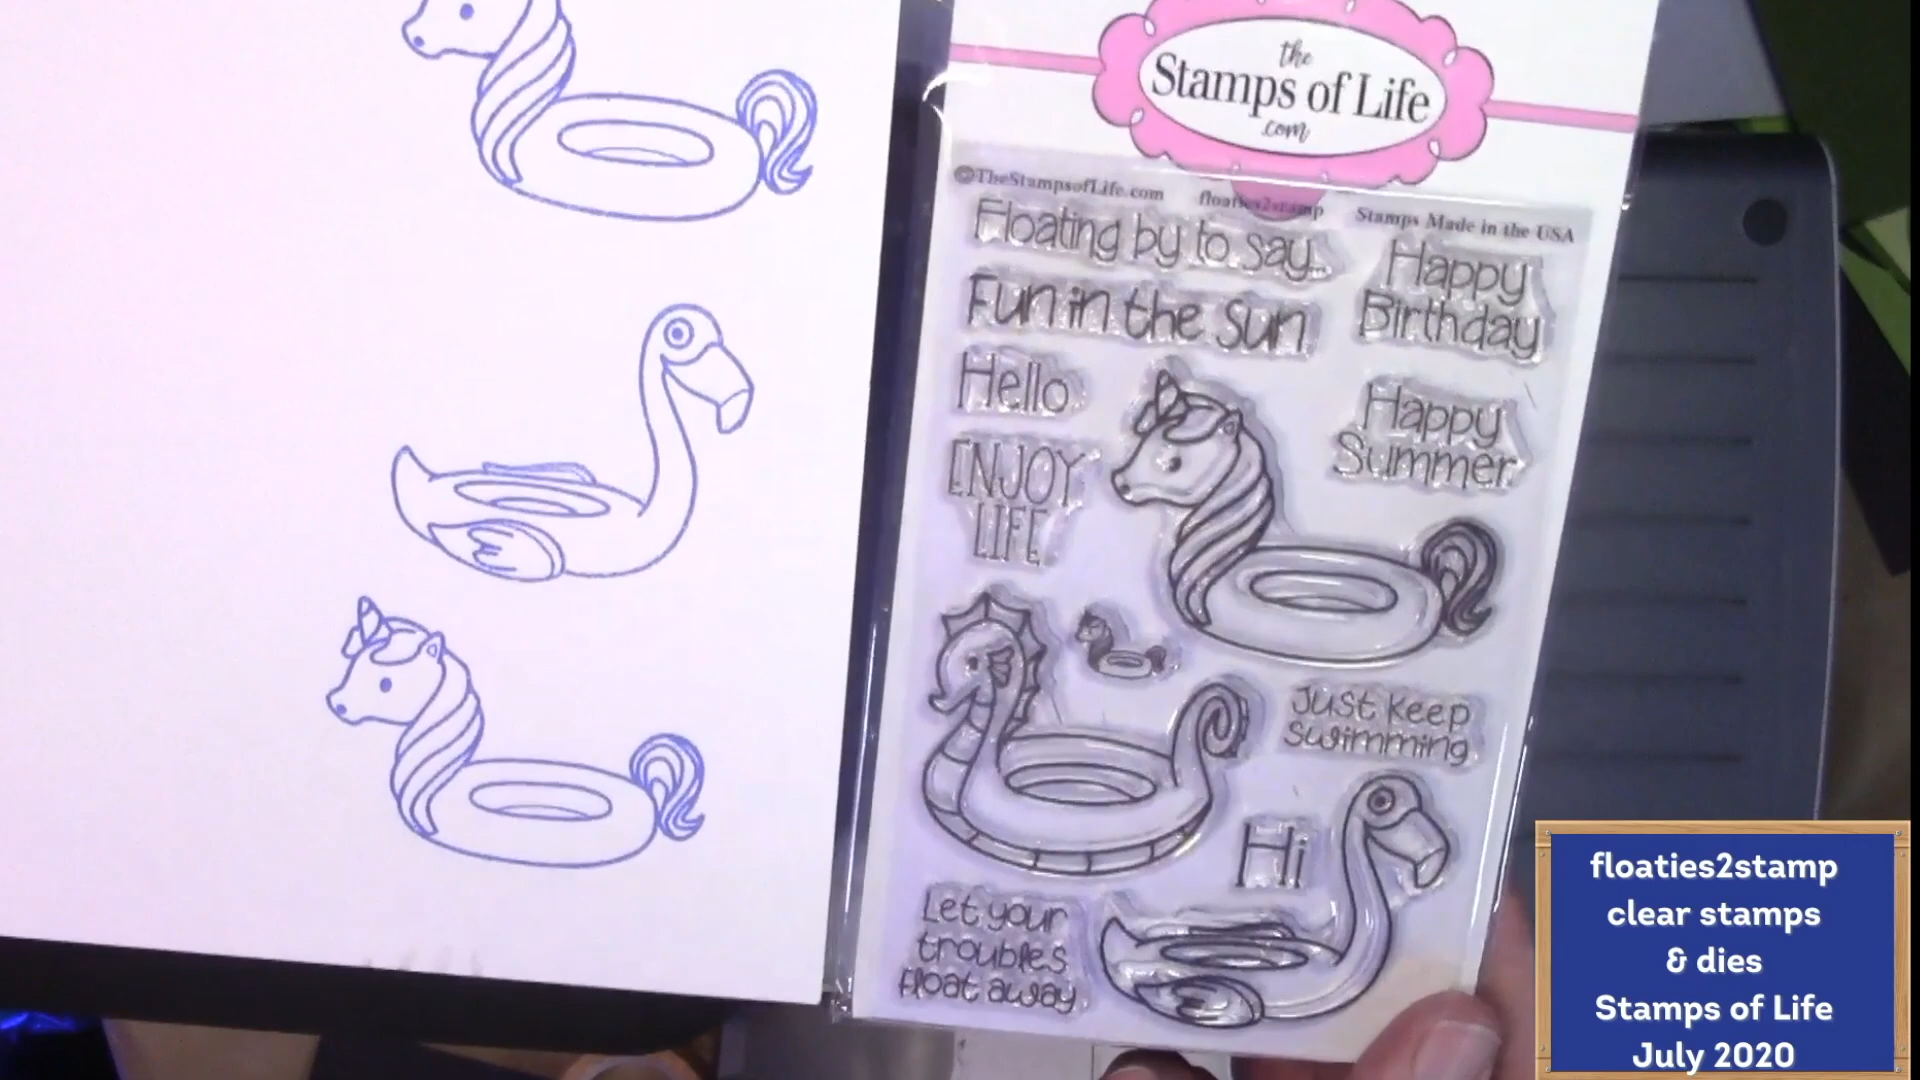 the
Stamps of Life
.com
©TheStampsofLife.com floaties2stamp Stamps Made in the USA
Floating by to say...
Happy
Birthday
Fun in the Sun
Hello
Happy
Summer
ENJOY
LIFE
Just keep
swimming
Hi
Let your
troubles
float away
floaties2stamp
clear stamps
& dies
Stamps of Life
July 2020